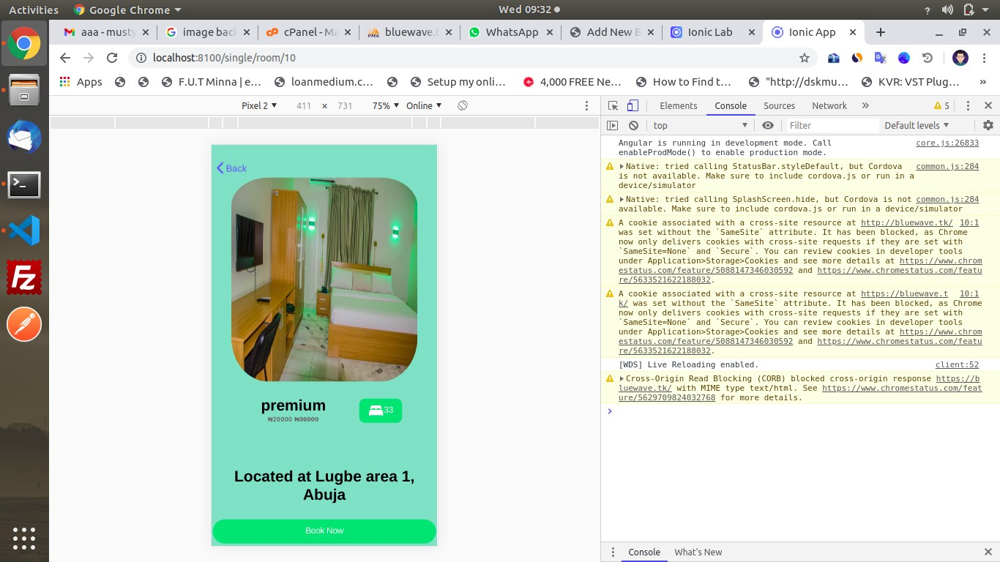 Activities
Google Chrome
Wed 09:32
?
aaa - musty
image back
cPanel - Ma
bluewave.t
WhatsApp
Add New B
Ionic Lab
Ionic App
localhost:8100/single/room/10
Apps
F.U.T Minna | e…
loanmedium.c…
Setup my onli…
4,000 FREE Ne…
How to Find t…
"http://dskmu…
KVR: VST Plug…
»
Pixel 2
411 × 731
75%
Online
Elements
Console
Sources
Network
»
5
top
Filter
Default levels
Angular is running in development mode. Call core.js:26833
enableProdMode() to enable production mode.
Native: tried calling StatusBar.styleDefault, but Cordova common.js:284
is not available. Make sure to include cordova.js or run in a
device/simulator
Native: tried calling SplashScreen.hide, but Cordova is not common.js:284
available. Make sure to include cordova.js or run in a device/simulator
A cookie associated with a cross-site resource at http://bluewave.tk/ 10:1
was set without the `SameSite` attribute. It has been blocked, as Chrome
now only delivers cookies with cross-site requests if they are set with
`SameSite=None` and `Secure`. You can review cookies in developer tools
under Application>Storage>Cookies and see more details at https://www.chrom
estatus.com/feature/5088147346030592 and https://www.chromestatus.com/featu
re/5633521622188032.
A cookie associated with a cross-site resource at https://bluewave.t 10:1
k/ was set without the `SameSite` attribute. It has been blocked, as Chrome
now only delivers cookies with cross-site requests if they are set with
`SameSite=None` and `Secure`. You can review cookies in developer tools
under Application>Storage>Cookies and see more details at https://www.chrom
estatus.com/feature/5088147346030592 and https://www.chromestatus.com/featu
re/5633521622188032.
[WDS] Live Reloading enabled. client:52
Cross-Origin Read Blocking (CORB) blocked cross-origin response https://b
luewave.tk/ with MIME type text/html. See https://www.chromestatus.com/feat
ure/5629709824032768 for more details.
Back
premium
₦20000 ₦36000
33
Located at Lugbe area 1,
Abuja
Book Now
Console
What's New